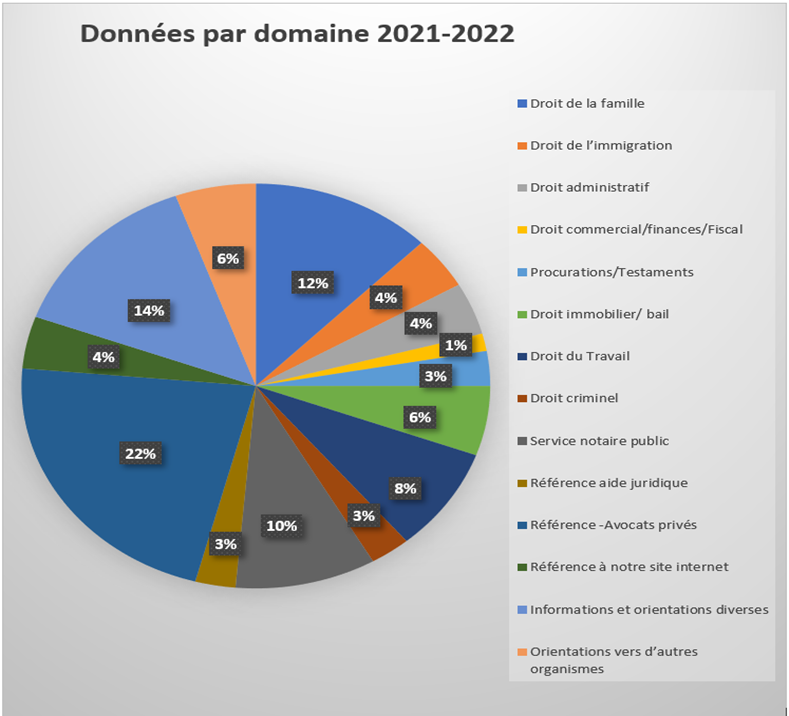 Données par domaine 2021-2022
Droit de la famille
Droit de l’immigration
Droit administratif
Droit commercial/finances/Fiscal
Procurations/Testaments
Droit immobilier/ bail
Droit du Travail
Droit criminel
Service notaire public
Référence aide juridique
Référence -Avocats privés
Référence à notre site internet
Informations et orientations diverses
Orientations vers d’autres
organismes
12%
4%
4%
1%
3%
6%
8%
3%
10%
3%
22%
4%
14%
6%